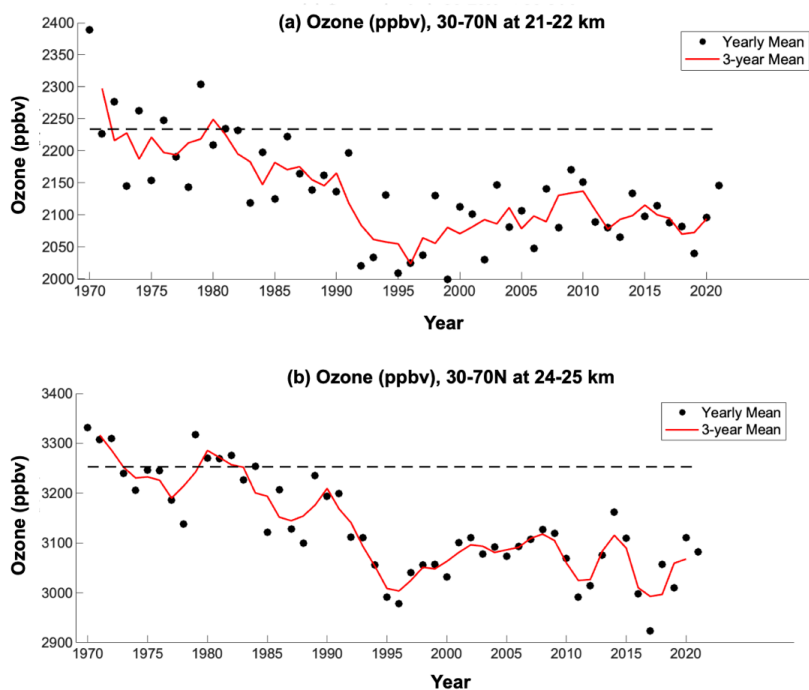 (a) Ozone (ppbv), 30-70N at 21-22 km
Yearly Mean
3-year Mean
Ozone (ppbv)
2400
2350
2300
2250
2200
2150
2100
2050
2000
1970 1975 1980 1985 1990 1995 2000 2005 2010 2015 2020
Year
(b) Ozone (ppbv), 30-70N at 24-25 km
Yearly Mean
3-year Mean
Ozone (ppbv)
3400
3300
3200
3100
3000
2900
1970 1975 1980 1985 1990 1995 2000 2005 2010 2015 2020
Year